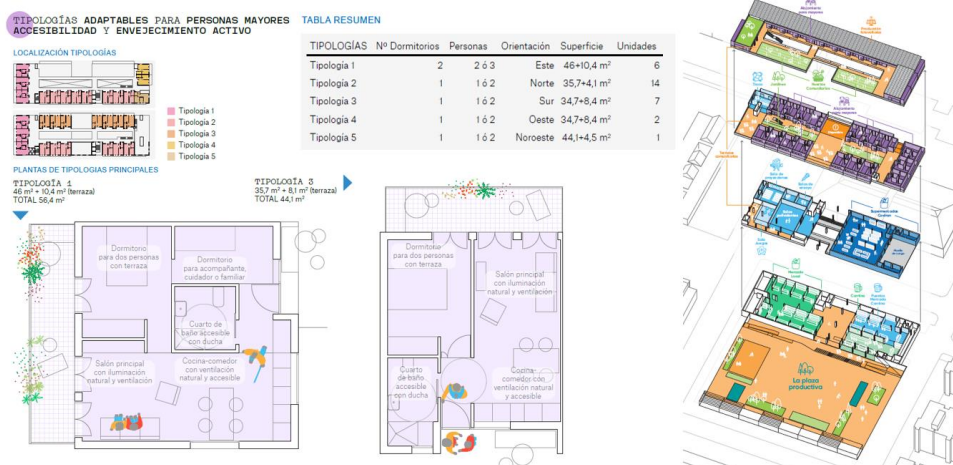 TIPOLOGÍAS ADAPTABLES PARA PERSONAS MAYORES
ACCESIBILIDAD Y ENVEJECIMIENTO ACTIVO
LOCALIZACIÓN TIPOLOGÍAS
Tipología 1
Tipología 2
Tipología 3
Tipología 4
Tipología 5
TABLA RESUMEN
TIPOLOGÍAS Nº Dormitorios Personas Orientación Superficie Unidades
Tipología 1 2 2 ó 3 Este 46+10,4 m² 6
Tipología 2 1 1 ó 2 Norte 35,7+4,1 m² 14
Tipología 3 1 1 ó 2 Sur 34,7+8,4 m² 7
Tipología 4 1 1 ó 2 Oeste 34,7+8,4 m² 2
Tipología 5 1 1 ó 2 Noroeste 44,1+4,5 m² 1
PLANTAS DE TIPOLOGIAS PRINCIPALES
TIPOLOGÍA 1
46 m² + 10,4 m² (terraza)
TOTAL 56,4 m²
Dormitorio
para dos personas
con terraza
Dormitorio
para acompañante,
cuidador o familiar
Cuarto de
baño accesible
con ducha
Salón principal
con iluminación
natural y ventilación
Cocina-comedor
con ventilación
natural y accesible
TIPOLOGÍA 3
35,7 m² + 8,1 m² (terraza)
TOTAL 44,1 m²
Dormitorio
para dos personas
con terraza
Salón principal
con iluminación
natural y ventilación
Cuarto
de baño
accesible
con ducha
Cocina-
comedor con
ventilación natural
y accesible
La plaza
productiva